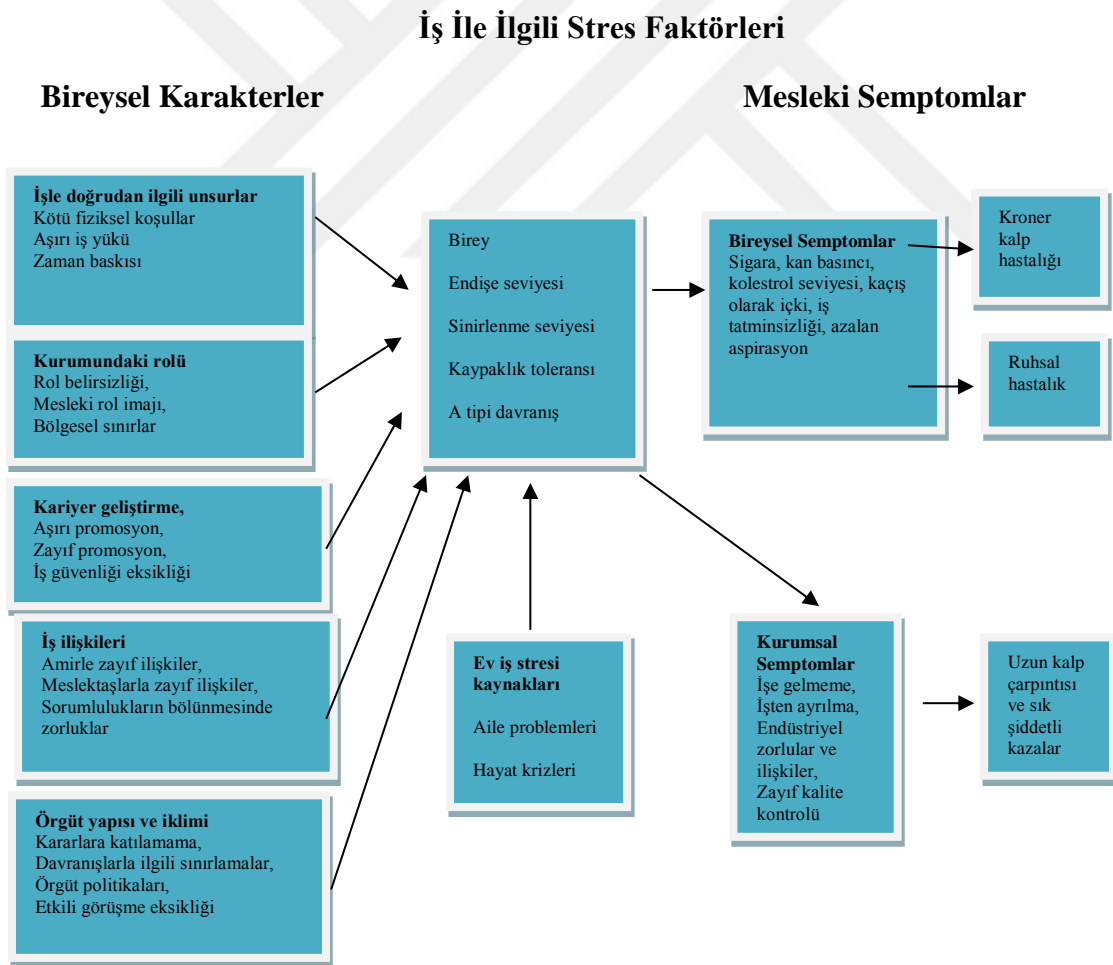 İş İle İlgili Stres Faktörleri
Bireysel Karakterler
Mesleki Semptomlar
İşle doğrudan ilgili unsurlar
Kötü fiziksel koşullar
Aşırı iş yükü
Zaman baskısı
Kurumundaki rolü
Rol belirsizliği,
Mesleki rol imajı,
Bölgesel sınırlar
Kariyer geliştirme,
Aşırı promosyon,
Zayıf promosyon,
İş güvenliği eksikliği
İş ilişkileri
Amirle zayıf ilişkiler,
Meslektaşlarla zayıf ilişkiler,
Sorumlulukların bölünmesinde
zorluklar
Örgüt yapısı ve iklimi
Kararlara katılamama,
Davranışlarla ilgili sınırlamalar,
Örgüt politikaları,
Etkili görüşme eksikliği
Birey
Endişe seviyesi
Sinirlenme seviyesi
Kaypaklık toleransı
A tipi davranış
Ev iş stresi
kaynakları
Aile problemleri
Hayat krizleri
Bireysel Semptomlar
Sigara, kan basıncı,
kolestrol seviyesi, kaçış
olarak içki, iş
tatminsizliği, azalan
aspirasyon
Kroner
kalp
hastalığı
Ruhsal
hastalık
Kurumsal
Semptomlar
İşe gelmeme,
İşten ayrılma,
Endüstriyel
zorlular ve
ilişkiler,
Zayıf kalite
kontrolü
Uzun kalp
çarpıntısı
ve sık
şiddetli
kazalar